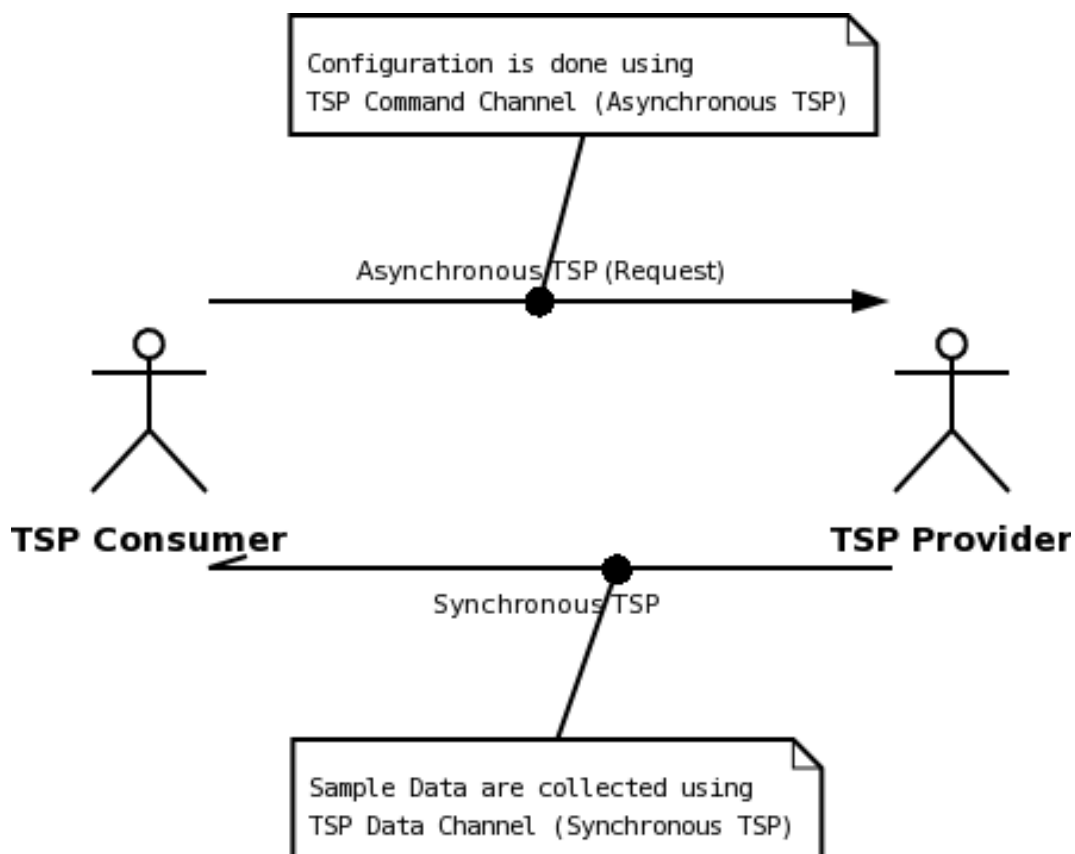 Configuration is done using
TSP Command Channel (Asynchronous TSP)
Asynchronous TSP (Request)
TSP Consumer
TSP Provider
Synchronous TSP
Sample Data are collected using
TSP Data Channel (Synchronous TSP)